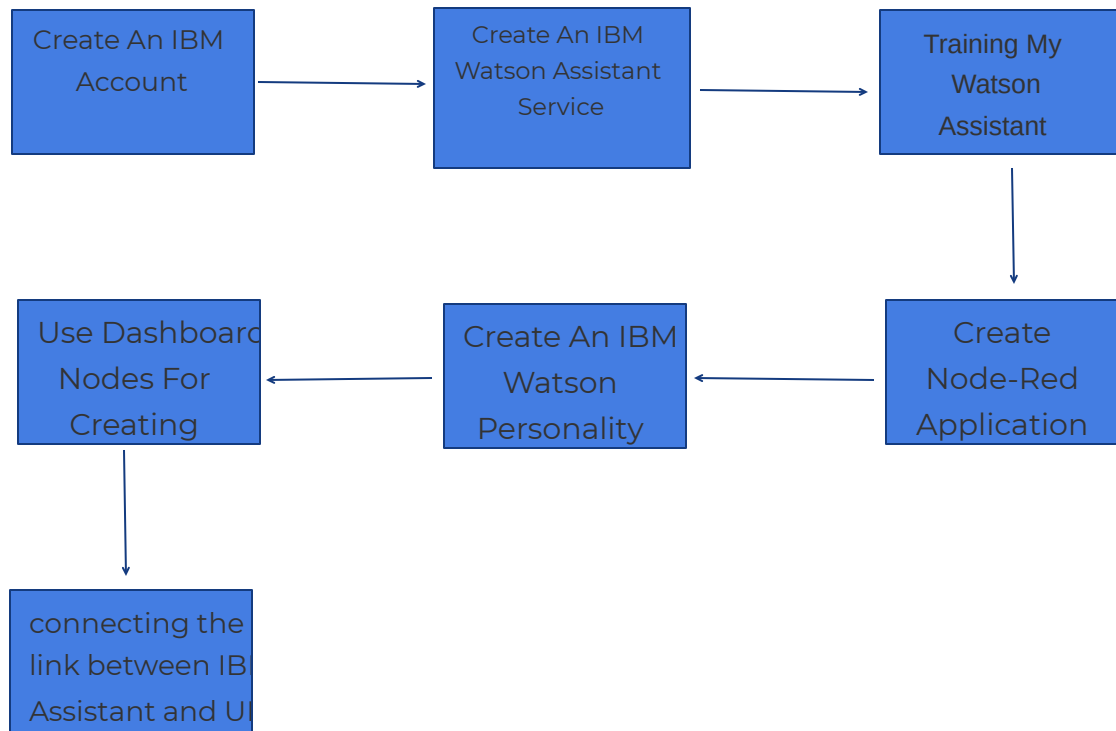 Create An IBM
Account
Create An IBM
Watson Assistant
Service
Training My
Watson
Assistant
Create
Node-Red
Application
Create An IBM
Watson
Personality
Use Dashboard
Nodes For
Creating
connecting the
link between
Assistant and UI